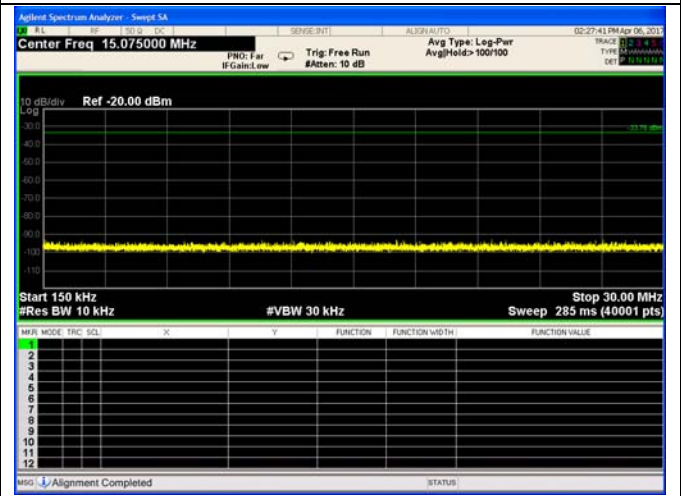 Agilent Spectrum Analyzer - Swept SA
RL RF 50 Ω DC SENSE:INT ALIGN AUTO 02:27:41 PM Apr 06, 2017
Center Freq 15.075000 MHz
PNO: Far
IFGain:Low
Trig: Free Run
#Atten: 10 dB
Avg Type: Log-Pwr
Avg|Hold:> 100/100
TRACE 1 2 3 4 5
TYPE M
DET P N N N N N
10 dB/div Ref -20.00 dBm
Log
-30.0
-33.78 dBm
-40.0
-50.0
-60.0
-70.0
-80.0
-90.0
-100
-110
Start 150 kHz Stop 30.00 MHz
#Res BW 10 kHz #VBW 30 kHz Sweep 285 ms (40001 pts)
MKR MODE TRC SCL X Y FUNCTION FUNCTION WIDTH FUNCTION VALUE
1
2
3
4
5
6
7
8
9
10
11
12
MSG Alignment Completed STATUS